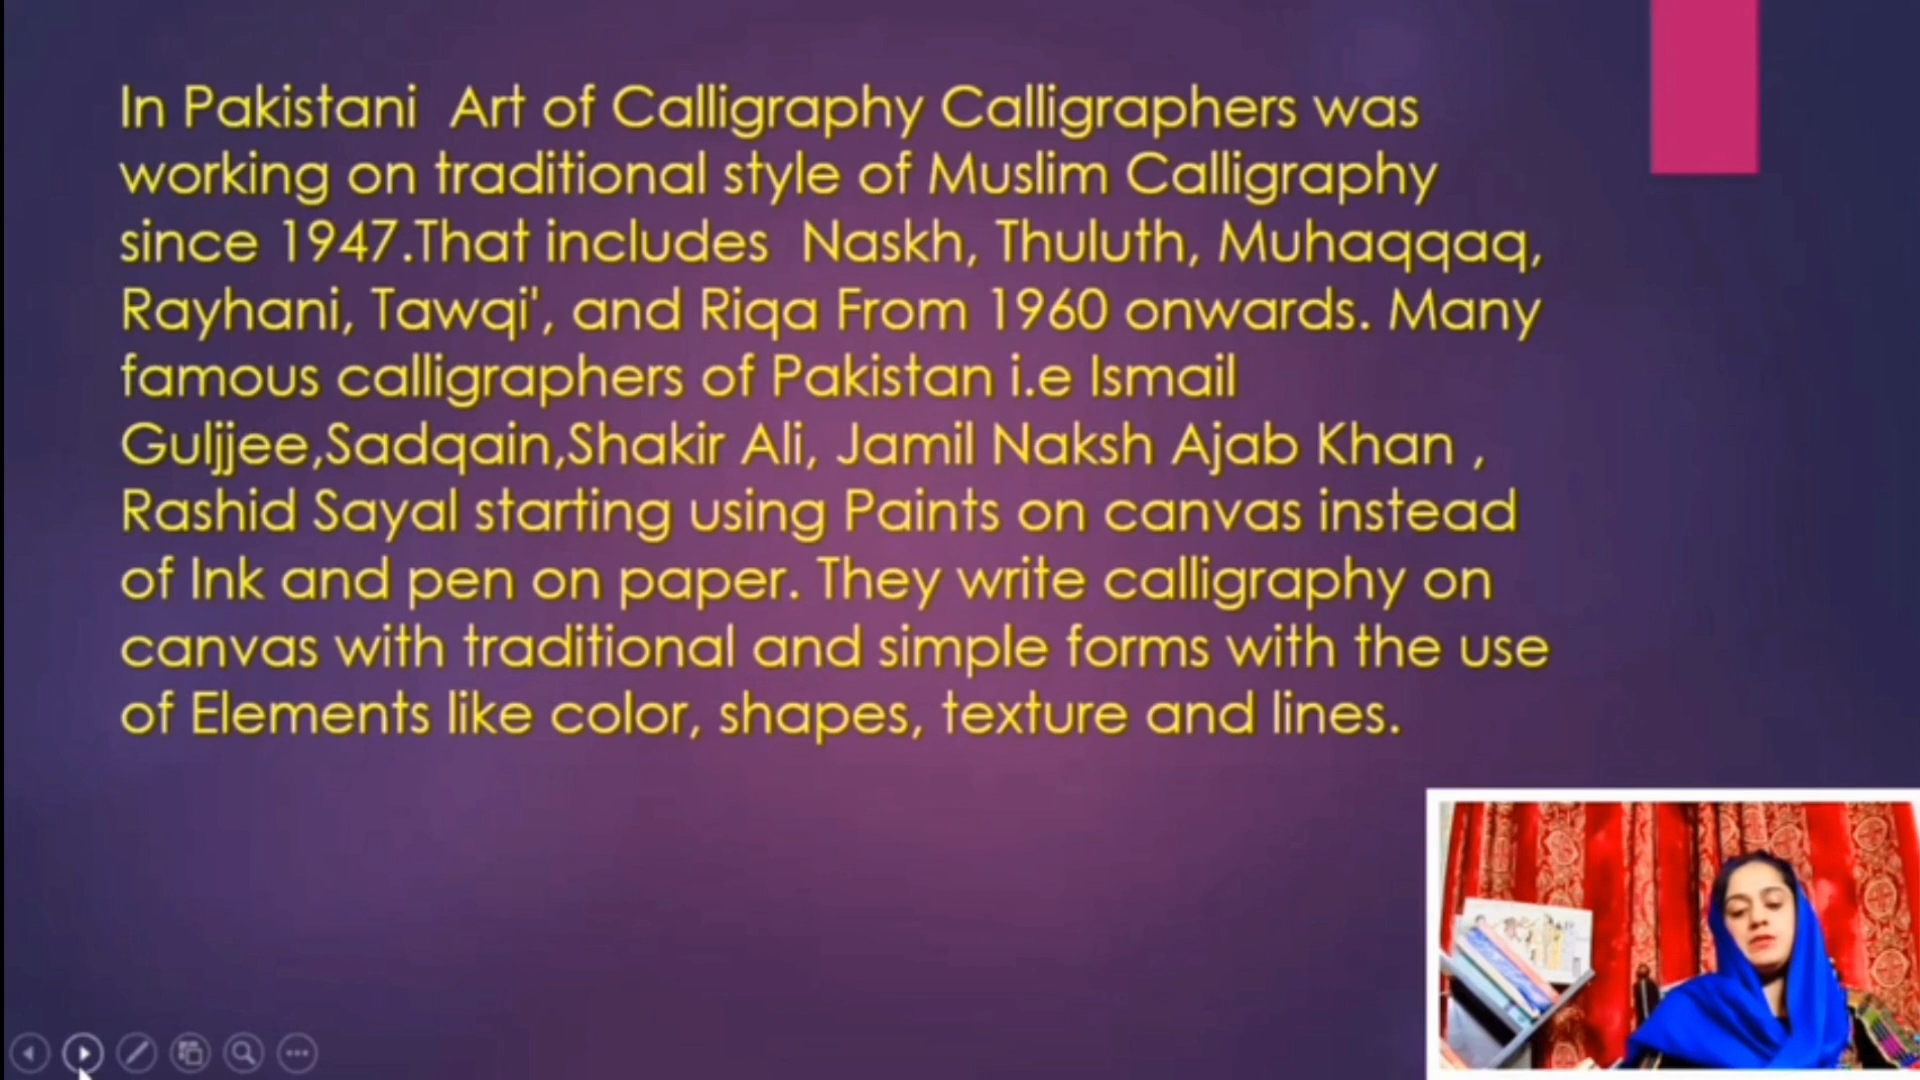 In Pakistani  Art of Calligraphy Calligraphers was
working on traditional style of Muslim Calligraphy
since 1947.That includes  Naskh, Thuluth, Muhaqqaq,
Rayhani, Tawqi', and Riqa From 1960 onwards. Many
famous calligraphers of Pakistan i.e Ismail
Guljjee,Sadqain,Shakir Ali, Jamil Naksh Ajab Khan ,
Rashid Sayal starting using Paints on canvas instead
of Ink and pen on paper. They write calligraphy on
canvas with traditional and simple forms with the use
of Elements like color, shapes, texture and lines.